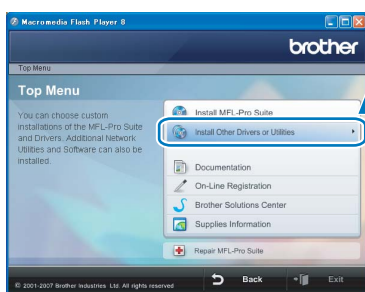 Macromedia Flash Player 8
brother
Top Menu
Top Menu
You can choose custom
installations of the MFL-Pro Suite
and Drivers. Additional Network
Utilities and Software can also be
installed.
Install MFL-Pro Suite
Install Other Drivers or Utilities
Documentation
On-Line Registration
Brother Solutions Center
Supplies Information
Repair MFL-Pro Suite
© 2001-2007 Brother Industries Ltd. All rights reserved
Back
Exit